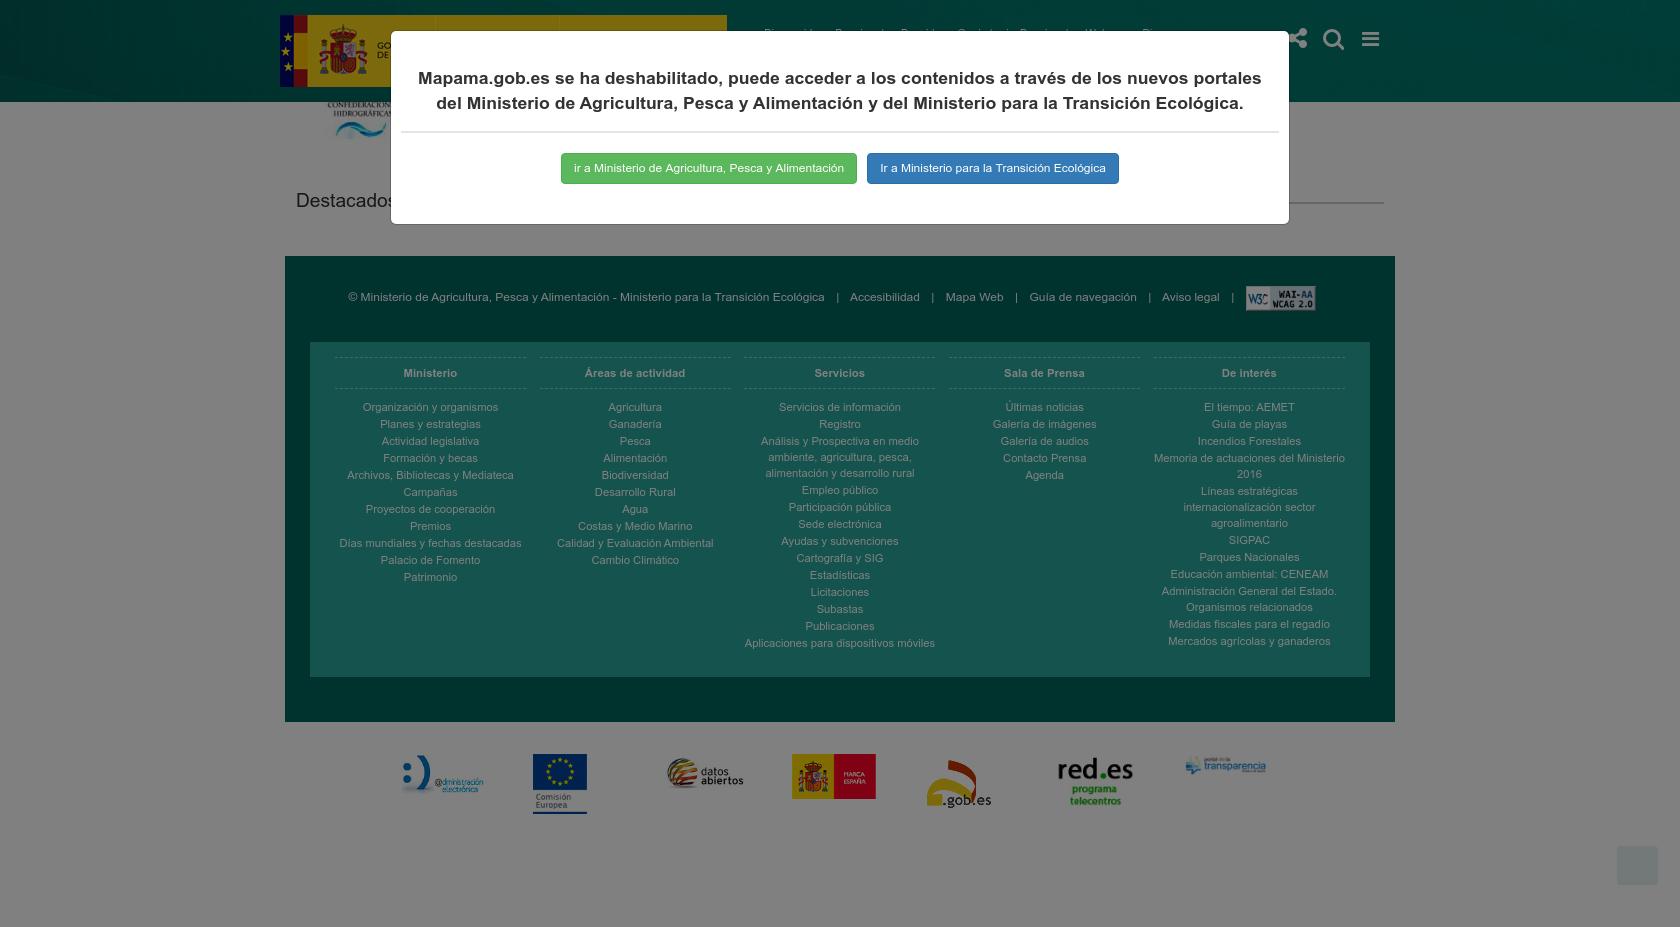 GO
DE
Mapama.gob.es se ha deshabilitado, puede acceder a los contenidos a través de los nuevos portales
del Ministerio de Agricultura, Pesca y Alimentación y del Ministerio para la Transición Ecológica.
CONFEDERACION
HIDROGRÁFICAS
ir a Ministerio de Agricultura, Pesca y Alimentación
Ir a Ministerio para la Transición Ecológica
Destacados
© Ministerio de Agricultura, Pesca y Alimentación - Ministerio para la Transición Ecológica | Accesibilidad | Mapa Web | Guía de navegación | Aviso legal |
W3C WAI-AA
WCAG 2.0
Ministerio
Organización y organismos
Planes y estrategias
Actividad legislativa
Formación y becas
Archivos, Bibliotecas y Mediateca
Campañas
Proyectos de cooperación
Premios
Días mundiales y fechas destacadas
Palacio de Fomento
Patrimonio
Áreas de actividad
Agricultura
Ganadería
Pesca
Alimentación
Biodiversidad
Desarrollo Rural
Agua
Costas y Medio Marino
Calidad y Evaluación Ambiental
Cambio Climático
Servicios
Servicios de información
Registro
Análisis y Prospectiva en medio
ambiente, agricultura, pesca,
alimentación y desarrollo rural
Empleo público
Participación pública
Sede electrónica
Ayudas y subvenciones
Cartografía y SIG
Estadísticas
Licitaciones
Subastas
Publicaciones
Aplicaciones para dispositivos móviles
Sala de Prensa
Últimas noticias
Galería de imágenes
Galería de audios
Contacto Prensa
Agenda
De interés
El tiempo: AEMET
Guía de playas
Incendios Forestales
Memoria de actuaciones del Ministerio
2016
Líneas estratégicas
internacionalización sector
agroalimentario
SIGPAC
Parques Nacionales
Educación ambiental: CENEAM
Administración General del Estado.
Organismos relacionados
Medidas fiscales para el regadío
Mercados agrícolas y ganaderos
@dministración
electrónica
Comisión
Europea
datos
abiertos
MARCA
ESPAÑA
.gob.es
red.es
programa
telecentros
portal de la
transparencia